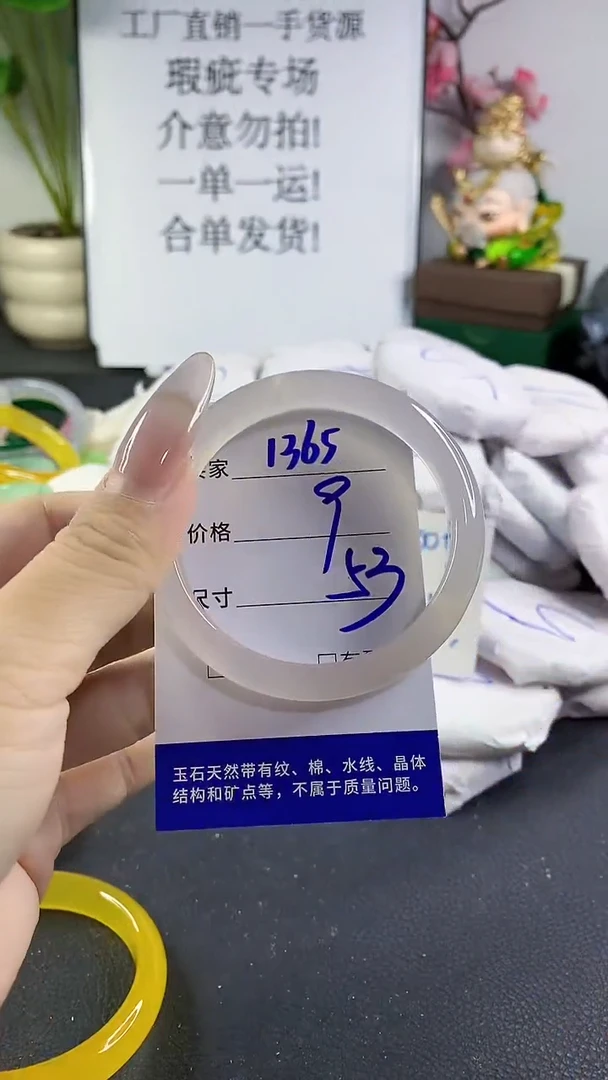 工厂直销一手货源
瑕疵专场
介意勿拍!
一单一运!
合单发货!
家 1365
价格 9
尺寸 53
玉石天然带有纹、棉、水线、晶体
结构和矿点等，不属于质量问题。